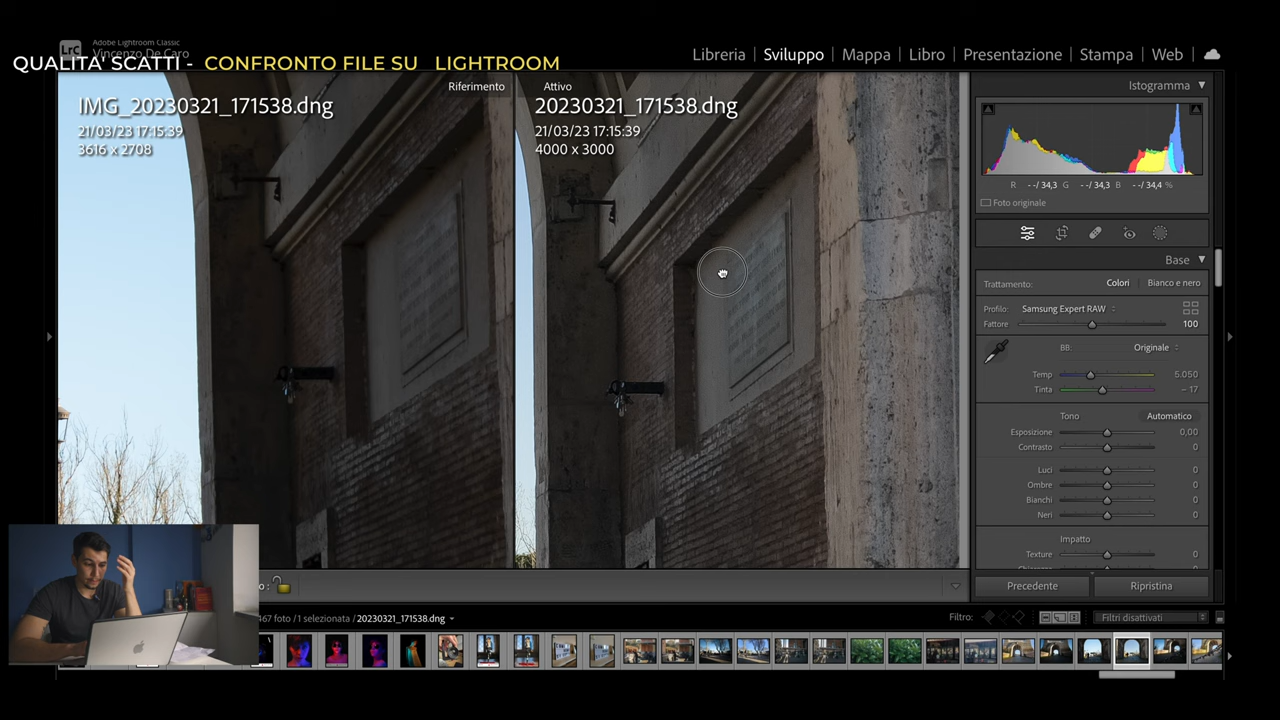 Adobe Lightroom Classic
LrC
Vincenzo De Caro
QUALITA' SCATTI - CONFRONTO FILE SU LIGHTROOM
Libreria | Sviluppo | Mappa | Libro | Presentazione | Stampa | Web
Riferimento
IMG_20230321_171538.dng
21/03/23 17:15:39
3616 x 2708
Attivo
20230321_171538.dng
21/03/23 17:15:39
4000 x 3000
Istogramma
R --/34,3 G --/34,3 B --/34,4 %
Foto originale
Base
Trattamento: Colori Bianco e nero
Profilo: Samsung Expert RAW
Fattore 100
BB: Originale
Temp 5.050
Tinta – 17
Tono Automatico
Esposizione 0,00
Contrasto 0
Luci 0
Ombre 0
Bianchi 0
Neri 0
Impatto
Texture 0
Precedente Ripristina
467 foto / 1 selezionata / 20230321_171538.dng
Filtro: Filtri disattivati